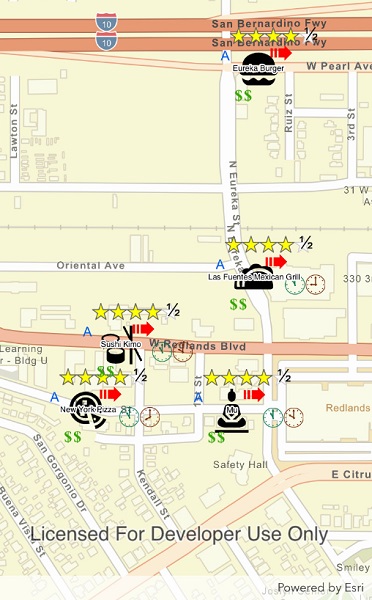 San Bernardino Fwy
10
10
San Bernardino Fwy
½
A
Eureka Burger
W Pearl Ave
$$
Lawton St
Ruiz St
3rd St
31 W
N Eureka St
N Eureka
½
A
Oriental Ave
Las Fuentes Mexican Grill
330
$$
½
A
Sushi Kimo
W Redlands Blvd
$$
Learning
r - Bldg U
½
½
A
A
New York Pizza
St
Mu
Redlands
$$
$$
San Gorgonio Dr
Safety Hall
Kendall St
E Citru
Buena Vista St
Licensed For Developer Use Only
Smiley
Powered by Esri